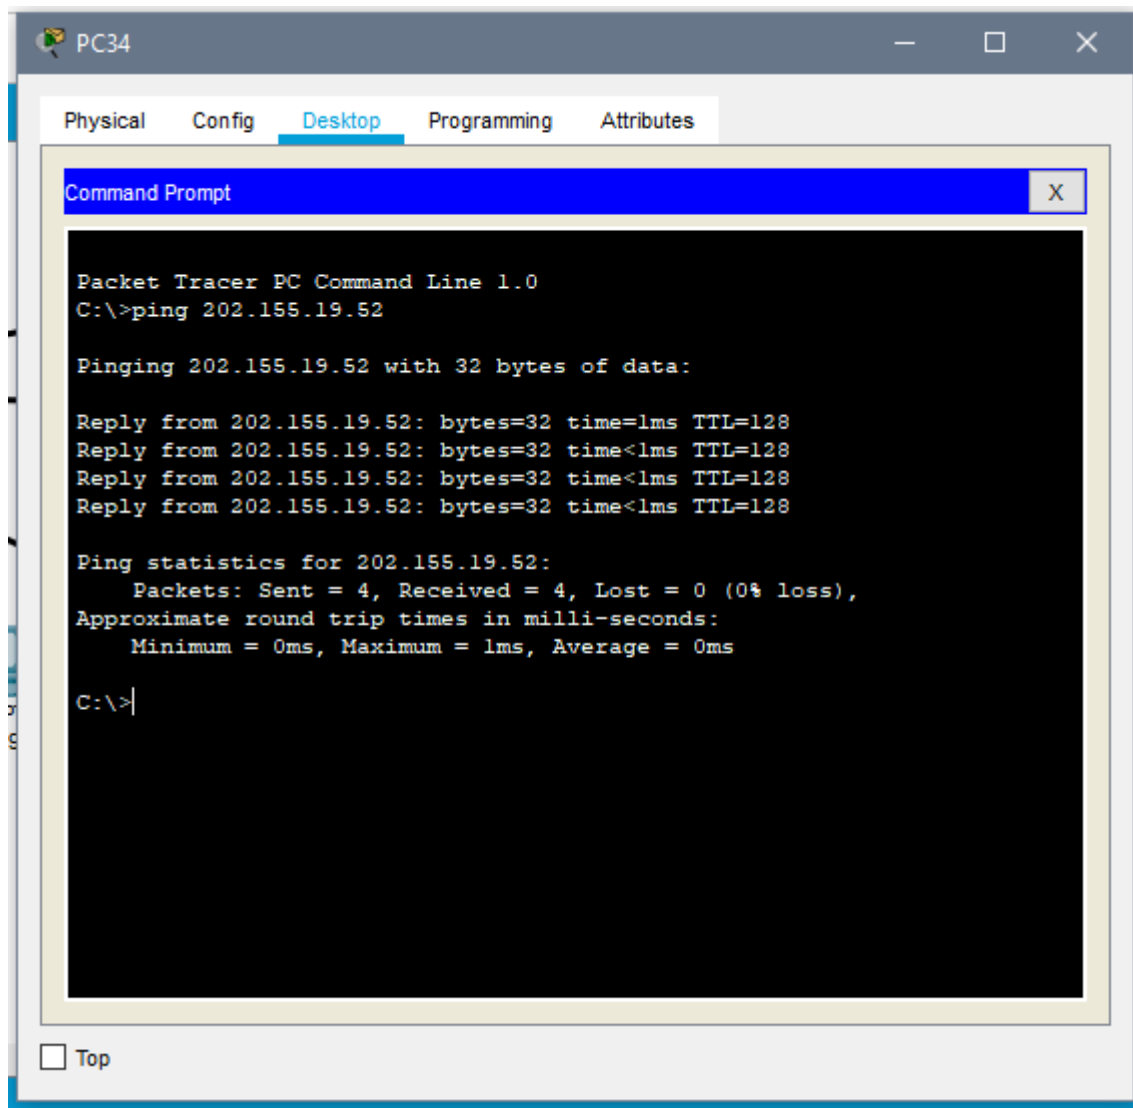 PC34
Physical Config Desktop Programming Attributes
Command Prompt X
Packet Tracer PC Command Line 1.0
C:\>ping 202.155.19.52
Pinging 202.155.19.52 with 32 bytes of data:
Reply from 202.155.19.52: bytes=32 time=1ms TTL=128
Reply from 202.155.19.52: bytes=32 time<1ms TTL=128
Reply from 202.155.19.52: bytes=32 time<1ms TTL=128
Reply from 202.155.19.52: bytes=32 time<1ms TTL=128
Ping statistics for 202.155.19.52:
    Packets: Sent = 4, Received = 4, Lost = 0 (0% loss),
Approximate round trip times in milli-seconds:
    Minimum = 0ms, Maximum = 1ms, Average = 0ms
C:\>
Top